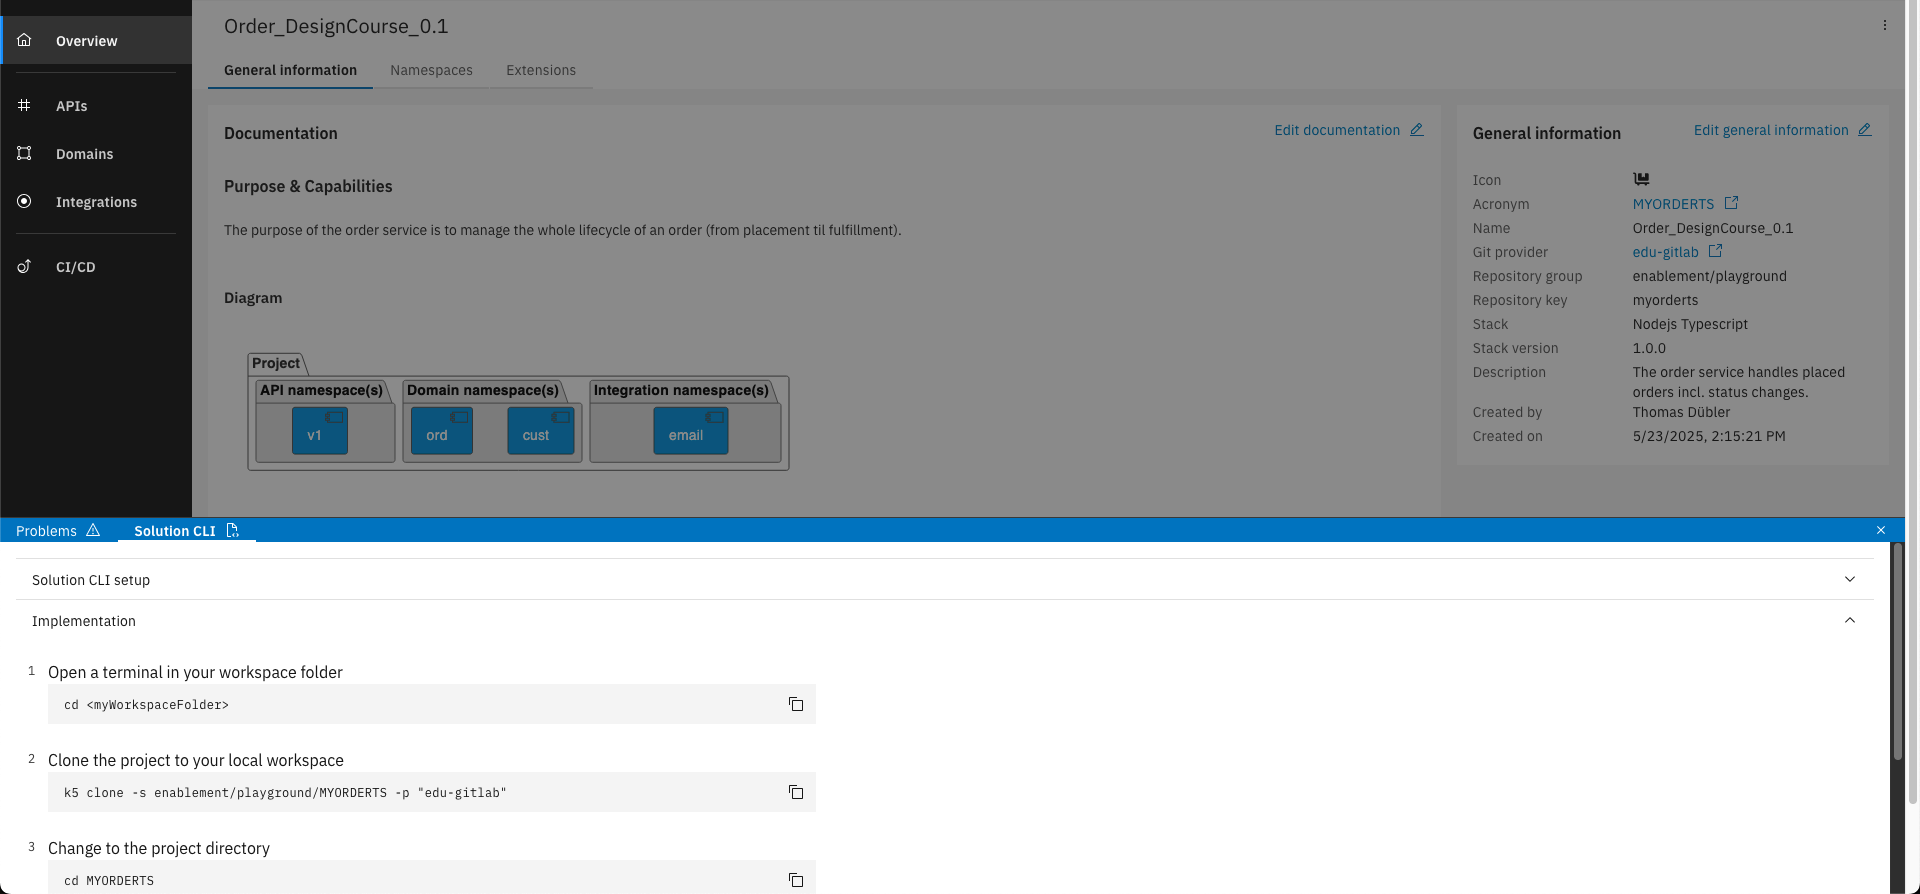 Overview
APIs
Domains
Integrations
CI/CD
Order_DesignCourse_0.1
General information
Namespaces
Extensions
Documentation
Edit documentation
Purpose & Capabilities
The purpose of the order service is to manage the whole lifecycle of an order (from placement til fulfillment).
Diagram
Project
API namespace(s)
Domain namespace(s)
Integration namespace(s)
v1
ord
cust
email
General information
Edit general information
Icon
Acronym MYORDERTS
Name Order_DesignCourse_0.1
Git provider edu-gitlab
Repository group enablement/playground
Repository key myorderts
Stack Nodejs Typescript
Stack version 1.0.0
Description The order service handles placed
orders incl. status changes.
Created by Thomas Dübler
Created on 5/23/2025, 2:15:21 PM
Problems
Solution CLI
Solution CLI setup
Implementation
1 Open a terminal in your workspace folder
cd <myWorkspaceFolder>
2 Clone the project to your local workspace
k5 clone -s enablement/playground/MYORDERTS -p "edu-gitlab"
3 Change to the project directory
cd MYORDERTS